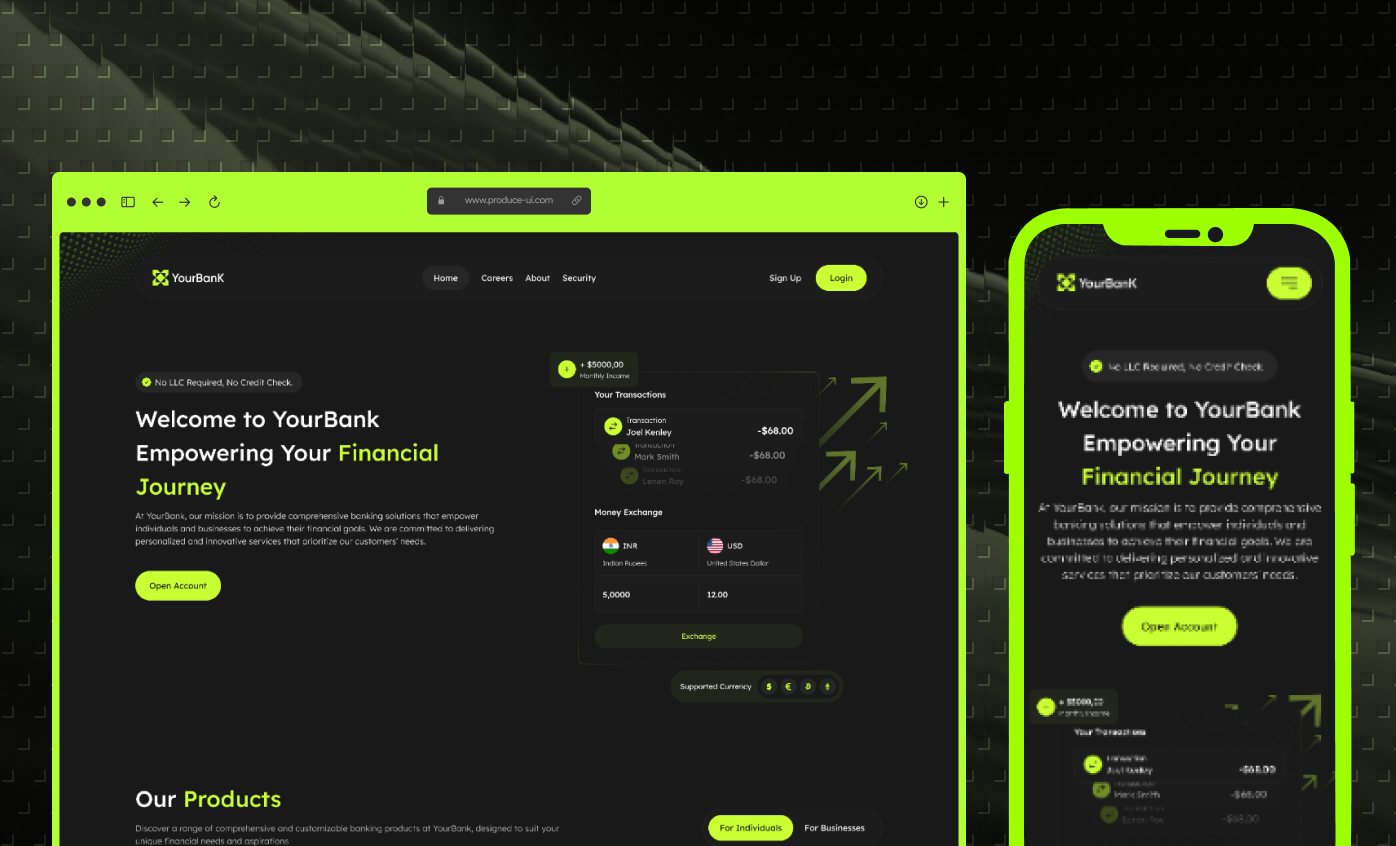 www.produce-ui.com
YourBanK
Home Careers About Security
Sign Up Login
No LLC Required, No Credit Check.
Welcome to YourBank
Empowering Your Financial
Journey
At YourBank, our mission is to provide comprehensive banking solutions that empower
individuals and businesses to achieve their financial goals. We are committed to delivering
personalized and innovative services that prioritize our customers' needs.
Open Account
+ $5000,00
Monthly Income
Your Transactions
Transaction
Joel Kenley -$68.00
Transaction
Mark Smith -$68.00
Transaction
Lenen Roy -$68.00
Money Exchange
INR USD
Indian Rupees United States Dollar
5,0000 12.00
Exchange
Supported Currency $ € ₿
Our Products
Discover a range of comprehensive and customizable banking products at YourBank, designed to suit your
unique financial needs and aspirations
For Individuals For Businesses
YourBanK
No LLC Required, No Credit Check.
Welcome to YourBank
Empowering Your
Financial Journey
At YourBank, our mission is to provide comprehensive
banking solutions that empower individuals and
businesses to achieve their financial goals. We are
committed to delivering personalized and innovative
services that prioritize our customers' needs.
Open Account
+ $5000,00
Monthly Income
Your Transactions
Transaction
Joel Kenley -$68.00
Transaction
Mark Smith -$68.00
Transaction
Lenen Roy -$68.00